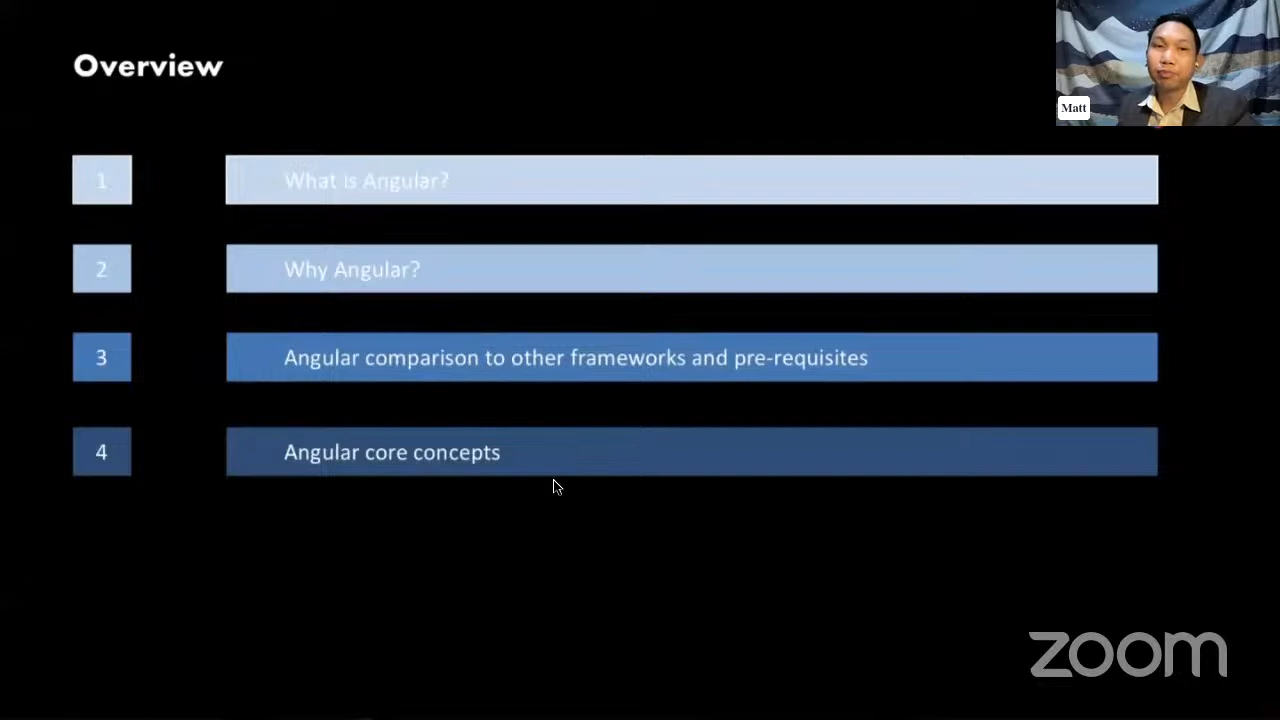 Overview
Matt
1 What is Angular?
2 Why Angular?
3 Angular comparison to other frameworks and pre-requisites
4 Angular core concepts
zoom